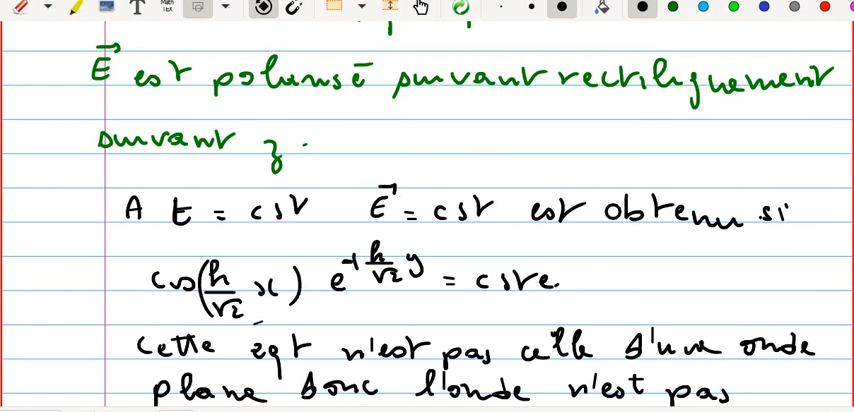 E⃗ est polarisé suivant rectilignement
suivant z.
A t = cst E⃗ = cst est obtenu si
cos(k/√2 x) e^(-i k/√2 y) = cste.
cette eqt n'est pas celle d'une onde
plane donc l'onde n'est pas